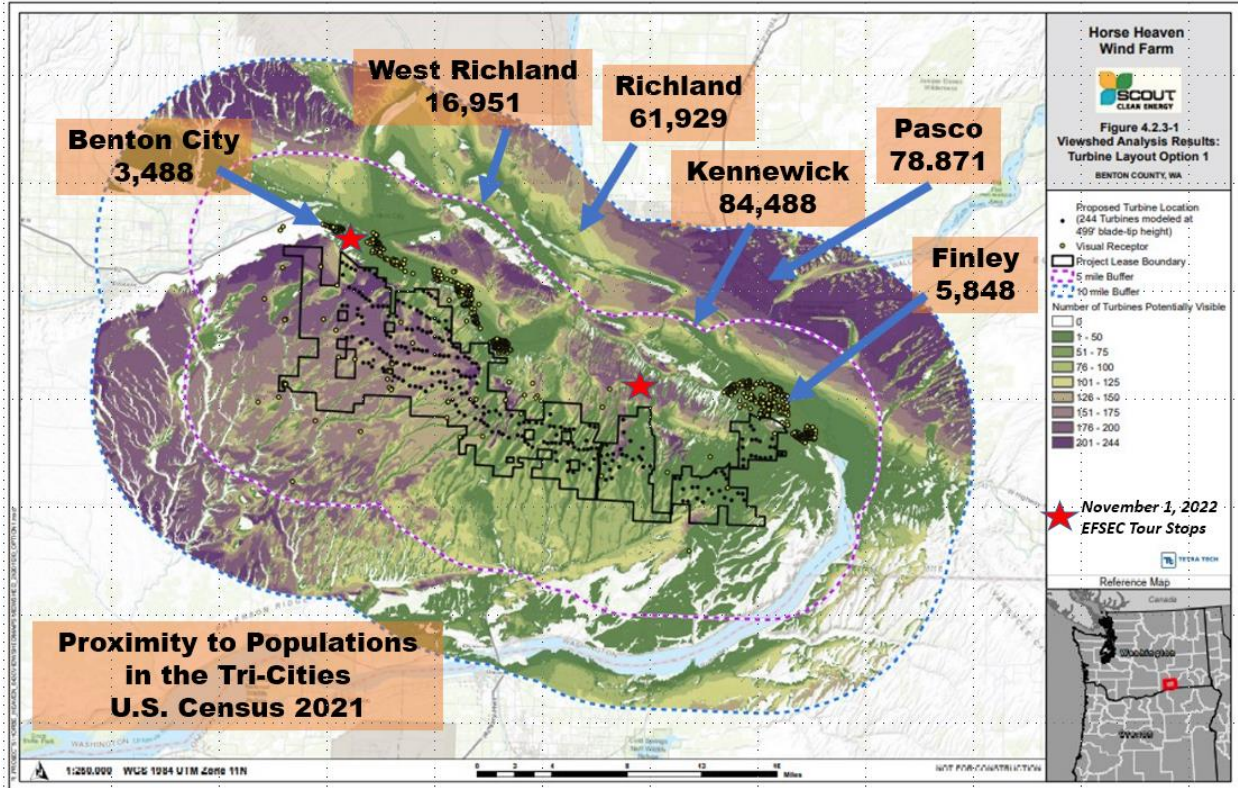 West Richland
16,951
Richland
61,929
Pasco
78.871
Benton City
3,488
Kennewick
84,488
Finley
5,848
Proximity to Populations
in the Tri-Cities
U.S. Census 2021
1:250,000 WGS 1984 UTM Zone 11N
Miles
NOT FOR CONSTRUCTION
Horse Heaven
Wind Farm
SCOUT
CLEAN ENERGY
Figure 4.2.3-1
Viewshed Analysis Results:
Turbine Layout Option 1
BENTON COUNTY, WA
Proposed Turbine Location
(244 Turbines modeled at
499' blade-tip height)
Visual Receptor
Project Lease Boundary
5 mile Buffer
10 mile Buffer
Number of Turbines Potentially Visible
0
1 - 50
51 - 75
76 - 100
101 - 125
126 - 150
151 - 175
176 - 200
201 - 244
November 1, 2022
EFSEC Tour Stops
TETRA TECH
Reference Map
Canada
Washington
Oregon